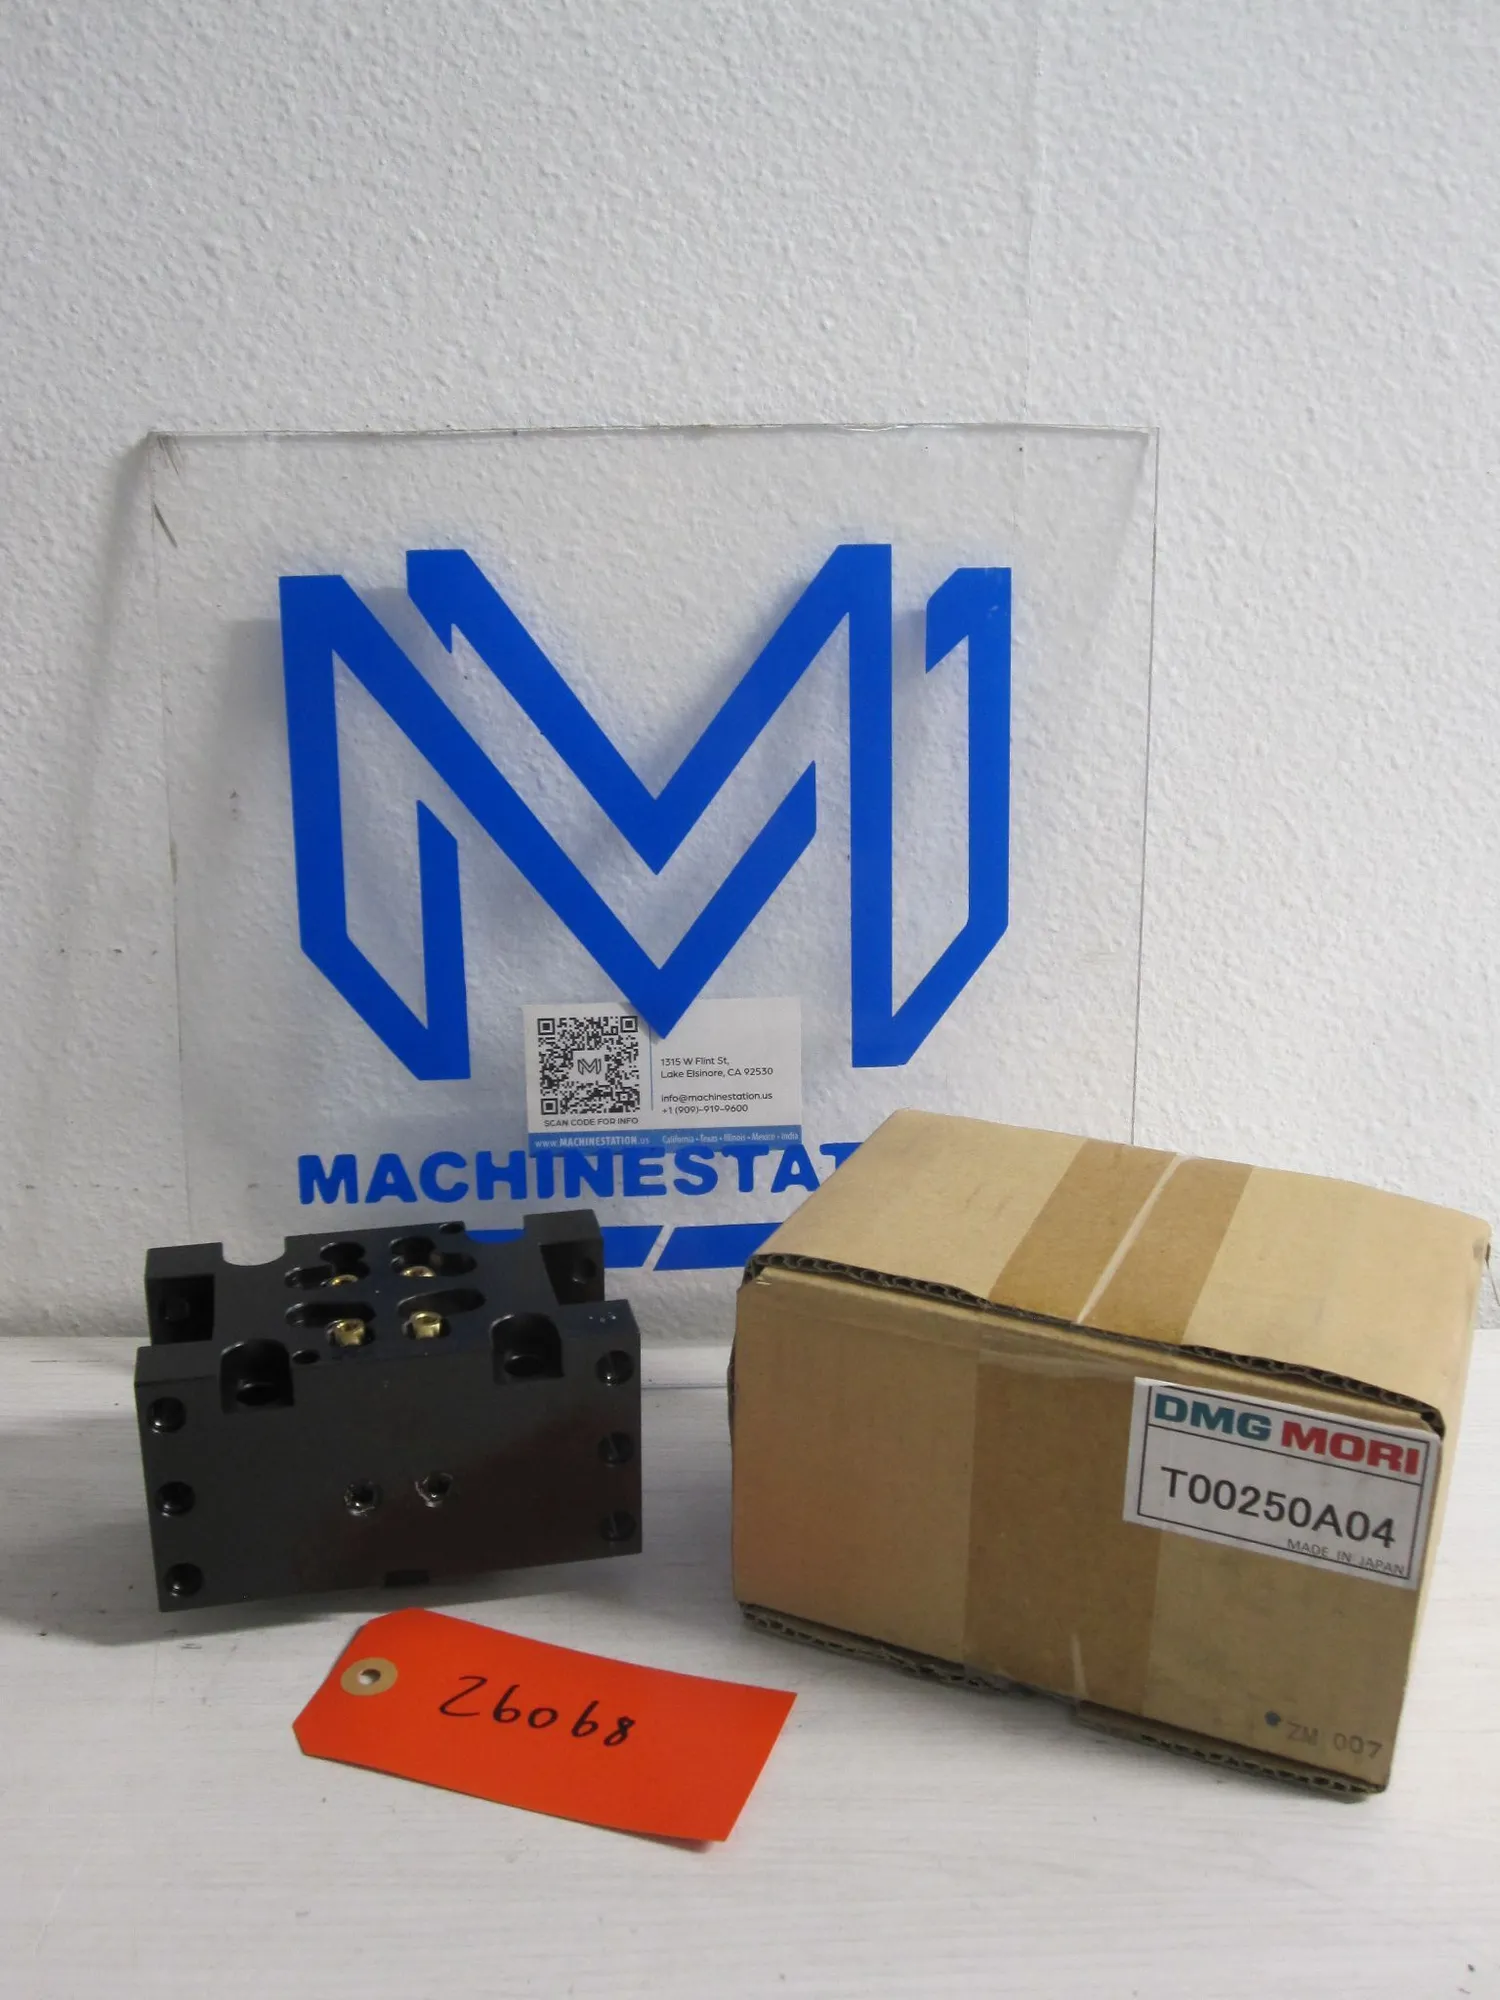 1315 W Flint St,
Lake Elsinore, CA 92530
info@machinestation.us
+1 (909)-919-9600
SCAN CODE FOR INFO
www.MACHINESTATION.us California • Texas • Illinois • Mexico • India
MACHINESTAT
DMG MORI
T00250A04
MADE IN JAPAN
ZM 007
26068